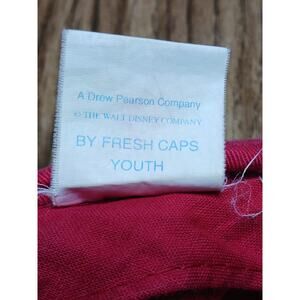 A Drew Pearson Company
© THE WALT DISNEY COMPANY
BY FRESH CAPS
YOUTH